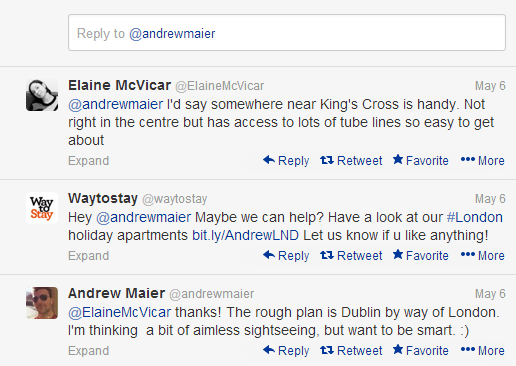 Reply to @andrewmaier
Elaine McVicar @ElaineMcVicar May 6
@andrewmaier I'd say somewhere near King's Cross is handy. Not
right in the centre but has access to lots of tube lines so easy to get
about
Expand Reply Retweet Favorite More
Way
to
Stay
Waytostay @waytostay May 6
Hey @andrewmaier Maybe we can help? Have a look at our #London
holiday apartments bit.ly/AndrewLND Let us know if u like anything!
Expand Reply Retweet Favorite More
Andrew Maier @andrewmaier May 6
@ElaineMcVicar thanks! The rough plan is Dublin by way of London.
I'm thinking a bit of aimless sightseeing, but want to be smart. :)
Expand Reply Retweet Favorite More